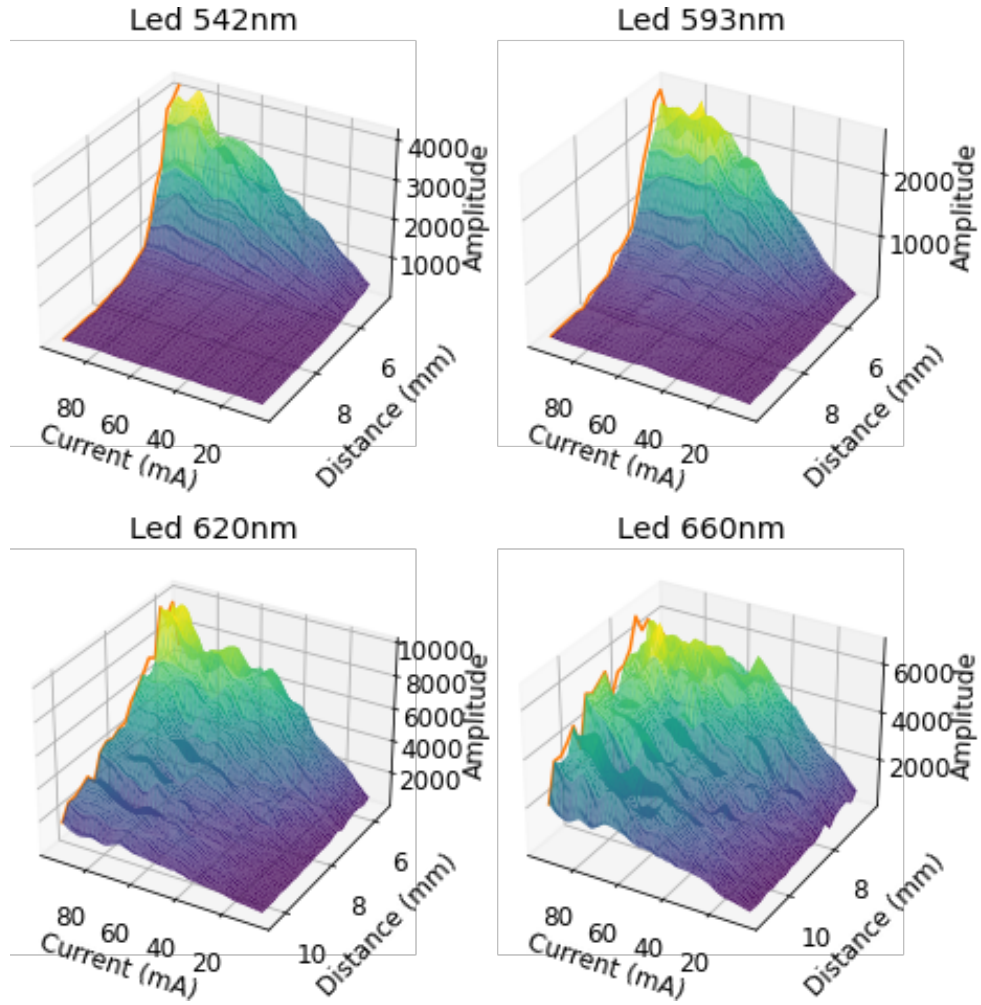 Led 542nm
4000
3000
2000
1000
Amplitude
6
8
Distance (mm)
80
60
40
20
Current (mA)
Led 593nm
2000
1000
Amplitude
6
8
Distance (mm)
80
60
40
20
Current (mA)
Led 620nm
10000
8000
6000
4000
2000
Amplitude
6
8
10
Distance (mm)
80
60
40
20
Current (mA)
Led 660nm
6000
4000
2000
Amplitude
8
10
Distance (mm)
80
60
40
20
Current (mA)